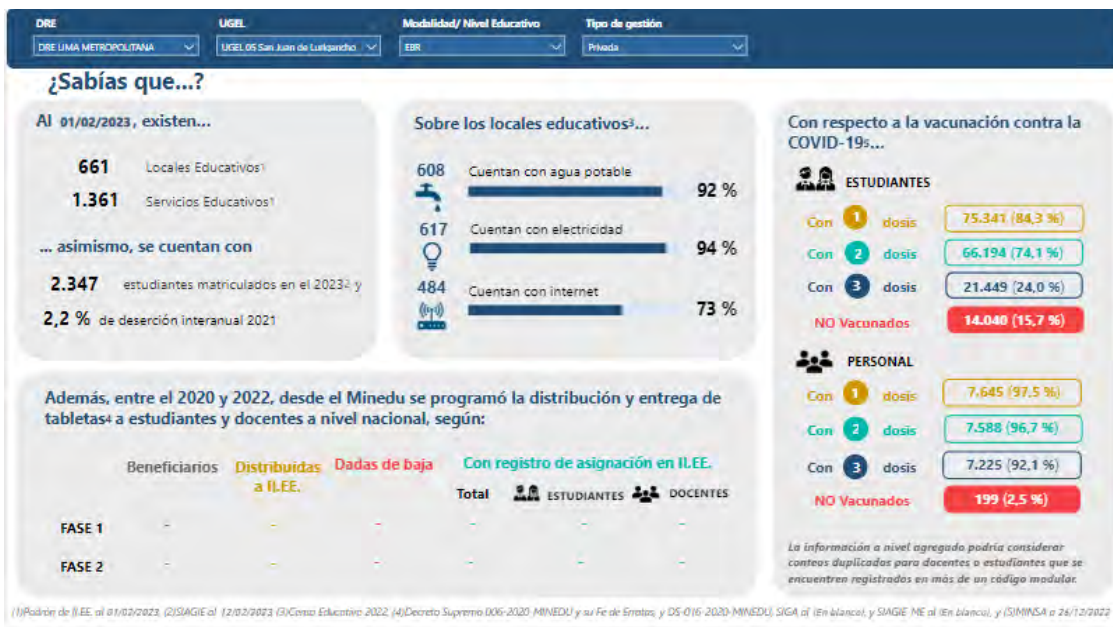 DRE UGEL Modalidad/ Nivel Educativo Tipo de gestión
DRE LIMA METROPOLITANA UGEL 05 San Juan de Lurigancho EBR Privada
¿Sabías que...?
Al 01/02/2023, existen...
661 Locales Educativos¹
1.361 Servicios Educativos¹
... asimismo, se cuentan con
2.347 estudiantes matriculados en el 2023² y
2,2 % de deserción interanual 2021
Sobre los locales educativos³...
608 Cuentan con agua potable
92 %
617 Cuentan con electricidad
94 %
484 Cuentan con internet
73 %
Además, entre el 2020 y 2022, desde el Minedu se programó la distribución y entrega de
tabletas⁴ a estudiantes y docentes a nivel nacional, según:
Beneficiarios Distribuidas Dadas de baja Con registro de asignación en II.EE.
a II.EE.
Total ESTUDIANTES DOCENTES
FASE 1 - - - - - -
FASE 2 - - - - - -
Con respecto a la vacunación contra la
COVID-19⁵...
ESTUDIANTES
Con 1 dosis 75.341 (84,3 %)
Con 2 dosis 66.194 (74,1 %)
Con 3 dosis 21.449 (24,0 %)
NO Vacunados 14.040 (15,7 %)
PERSONAL
Con 1 dosis 7.645 (97,5 %)
Con 2 dosis 7.588 (96,7 %)
Con 3 dosis 7.225 (92,1 %)
NO Vacunados 199 (2,5 %)
La información a nivel agregado podría considerar
conteos duplicados para docentes o estudiantes que se
encuentren registrados en más de un código modular.
(1)Padrón de II.EE. al 01/02/2023, (2)SIAGIE al 12/02/2023 (3)Censo Educativo 2022, (4)Decreto Supremo 006-2020-MINEDU y su Fe de Erratas, y DS-016-2020-MINEDU, SIGA al (En blanco), y SIAGIE-ME al (En blanco), y (5)MINSA a 26/12/2022